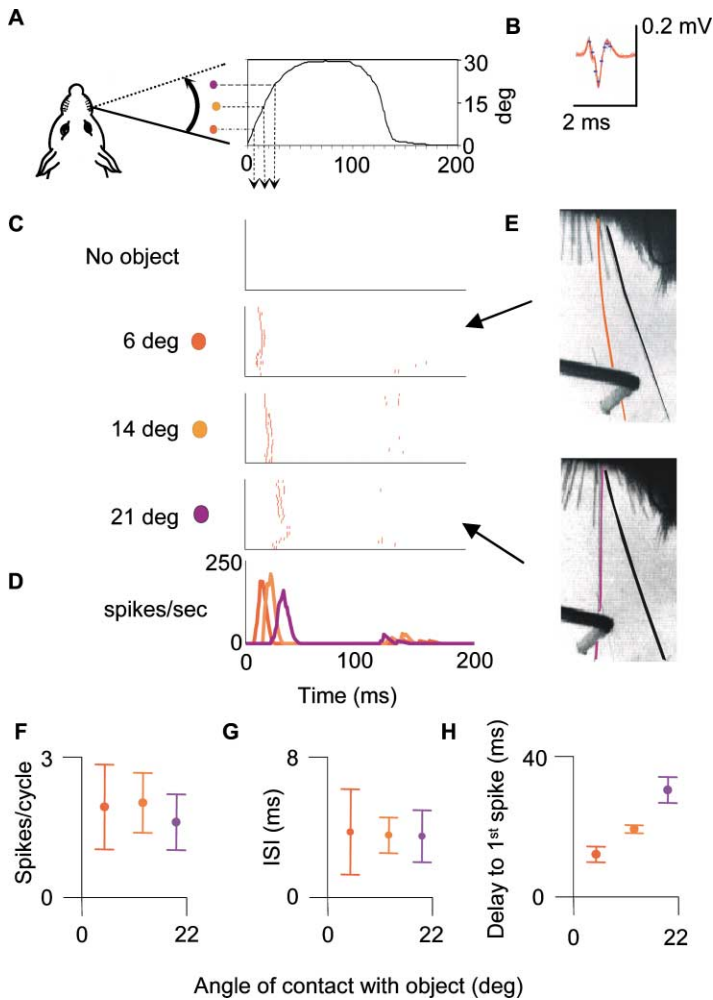 A
B
0.2 mV
2 ms
30
15
0
deg
0 100 200
C
No object
6 deg
14 deg
21 deg
E
D
250
spikes/sec
0
0 100 200
Time (ms)
F
Spikes/cycle
3
0
0 22
G
ISI (ms)
8
0
0 22
H
Delay to 1st spike (ms)
40
0
0 22
Angle of contact with object (deg)